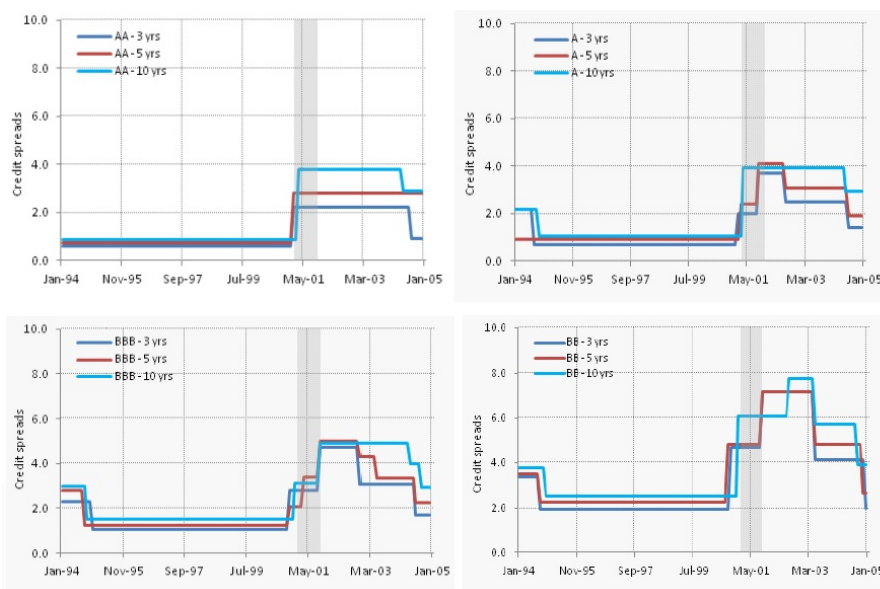 10.0
AA - 3 yrs
AA - 5 yrs
AA - 10 yrs
8.0
6.0
4.0
2.0
0.0
Credit spreads
Jan-94 Nov-95 Sep-97 Jul-99 May-01 Mar-03 Jan-05
10.0
A - 3 yrs
A - 5 yrs
A - 10 yrs
8.0
6.0
4.0
2.0
0.0
Credit spreads
Jan-94 Nov-95 Sep-97 Jul-99 May-01 Mar-03 Jan-05
10.0
BBB - 3 yrs
BBB - 5 yrs
BBB - 10 yrs
8.0
6.0
4.0
2.0
0.0
Credit spreads
Jan-94 Nov-95 Sep-97 Jul-99 May-01 Mar-03 Jan-05
10.0
BB - 3 yrs
BB - 5 yrs
BB - 10 yrs
8.0
6.0
4.0
2.0
0.0
Credit spreads
Jan-94 Nov-95 Sep-97 Jul-99 May-01 Mar-03 Jan-05